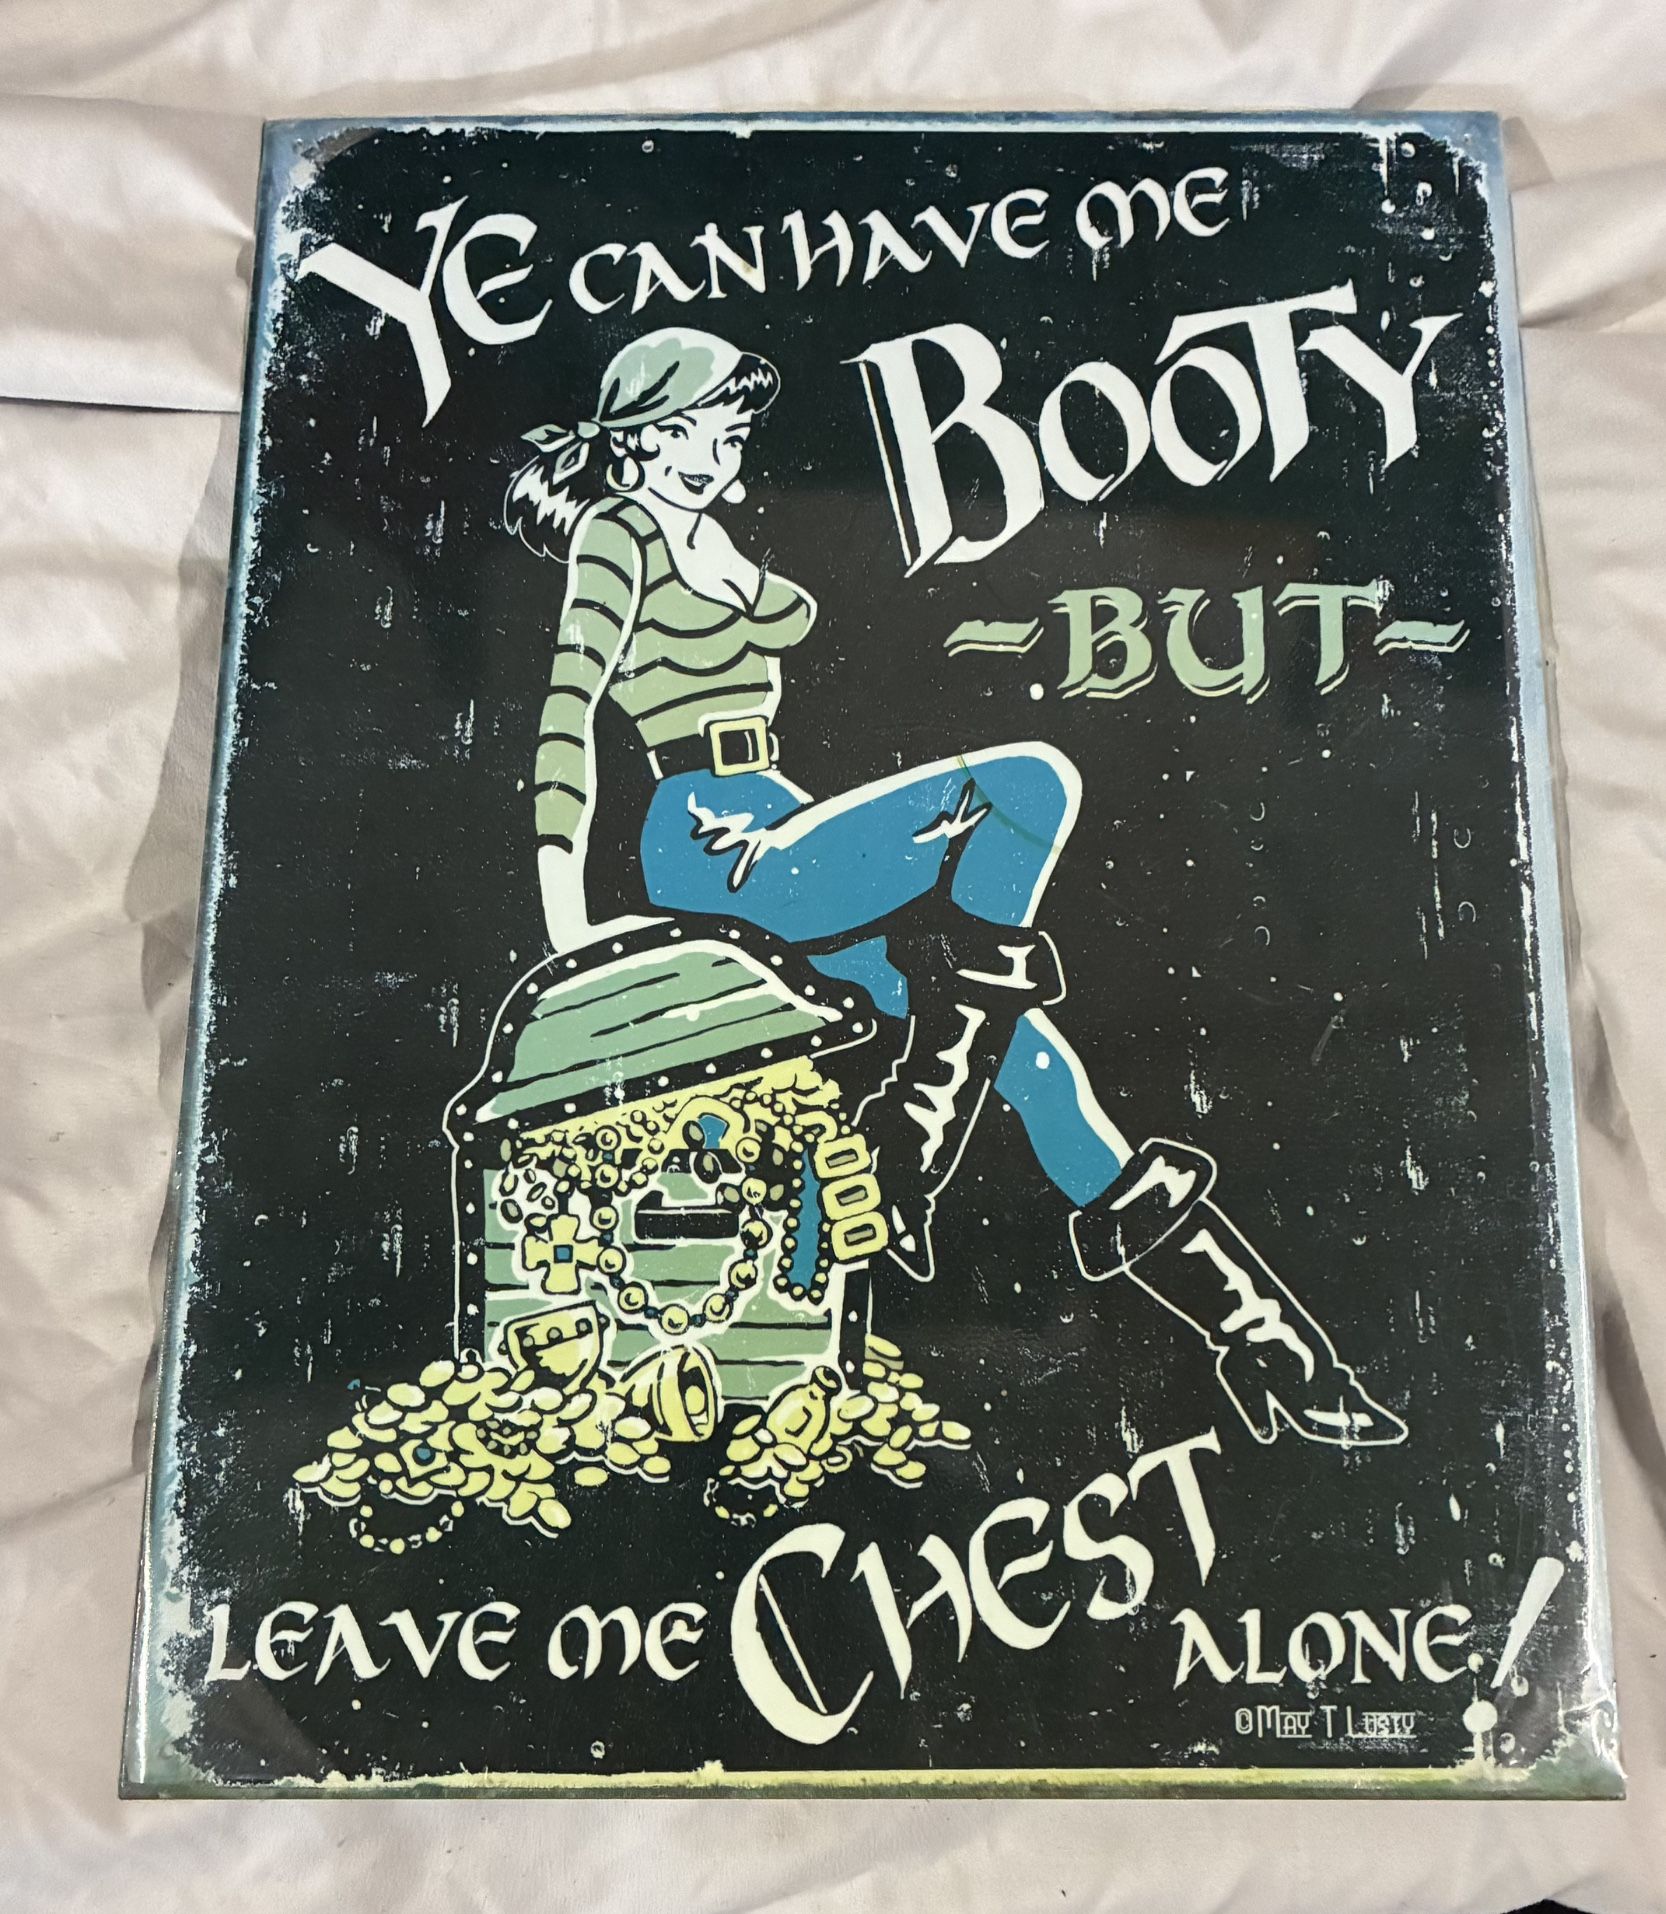 YE CAN HAVE ME
BOOTY
~BUT~
LEAVE ME CHEST ALONE!
©MAY T LUSTY